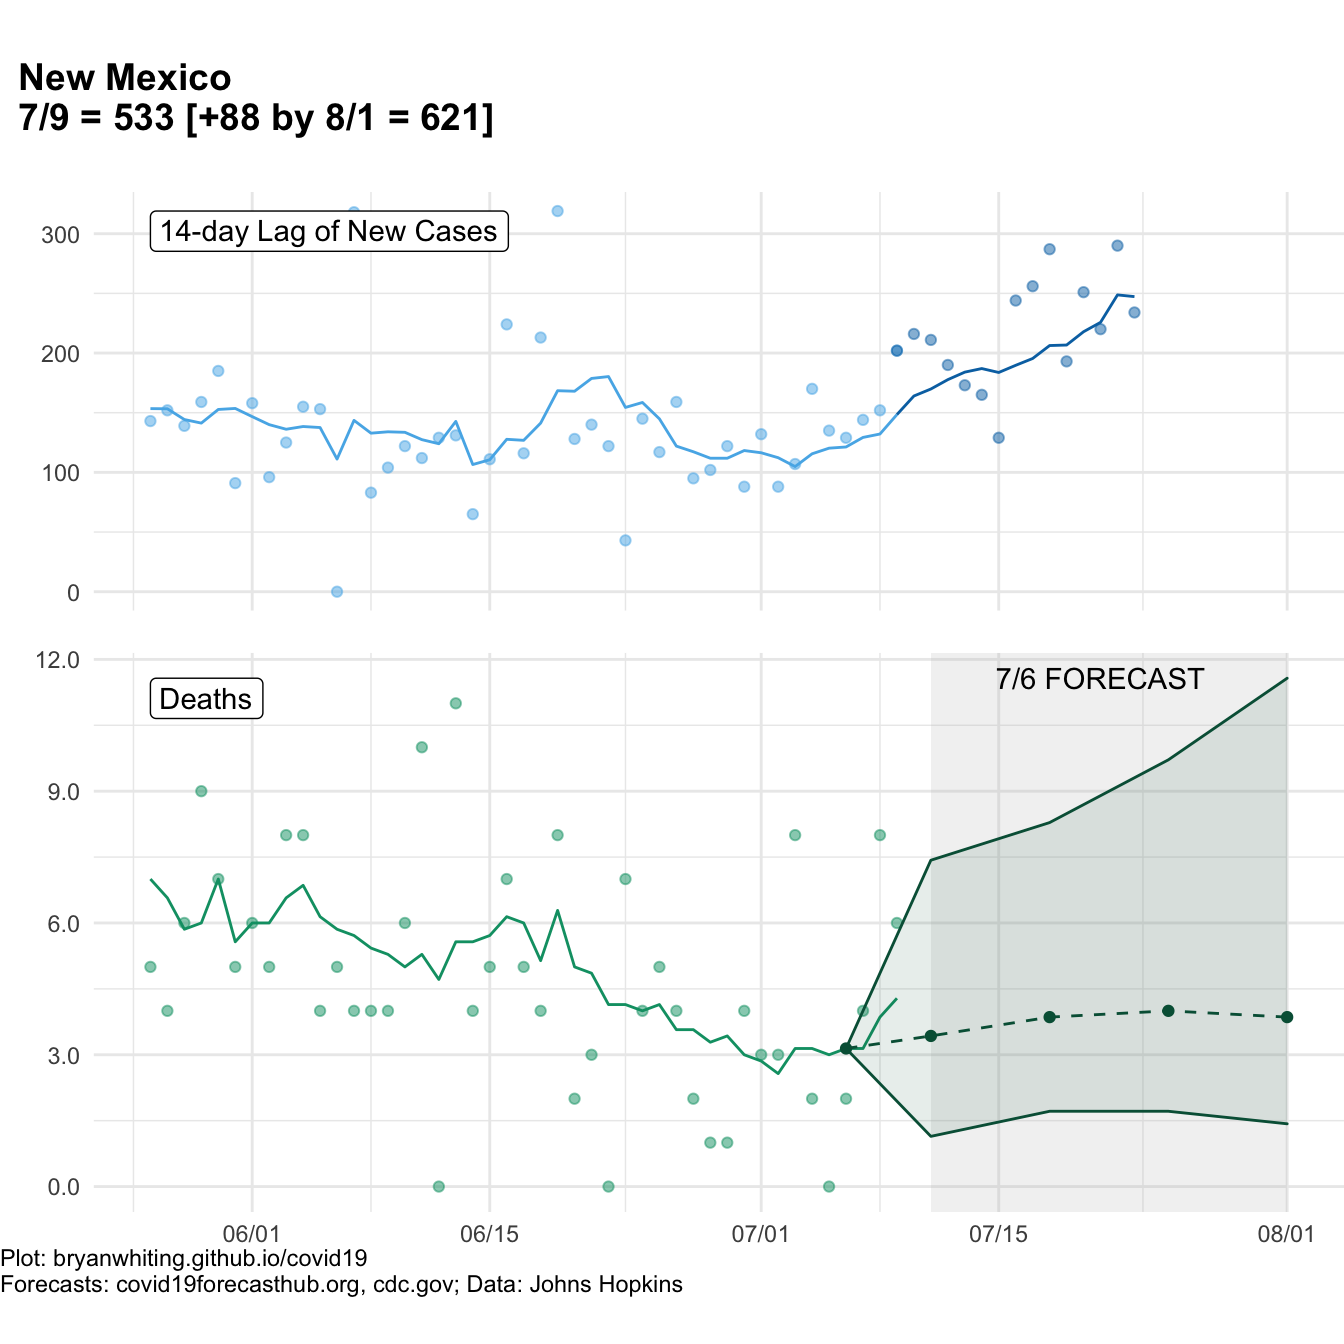 New Mexico
7/9 = 533 [+88 by 8/1 = 621]
14-day Lag of New Cases
300
200
100
0
12.0
Deaths
7/6 FORECAST
9.0
6.0
3.0
0.0
06/01 06/15 07/01 07/15 08/01
Plot: bryanwhiting.github.io/covid19
Forecasts: covid19forecasthub.org, cdc.gov; Data: Johns Hopkins